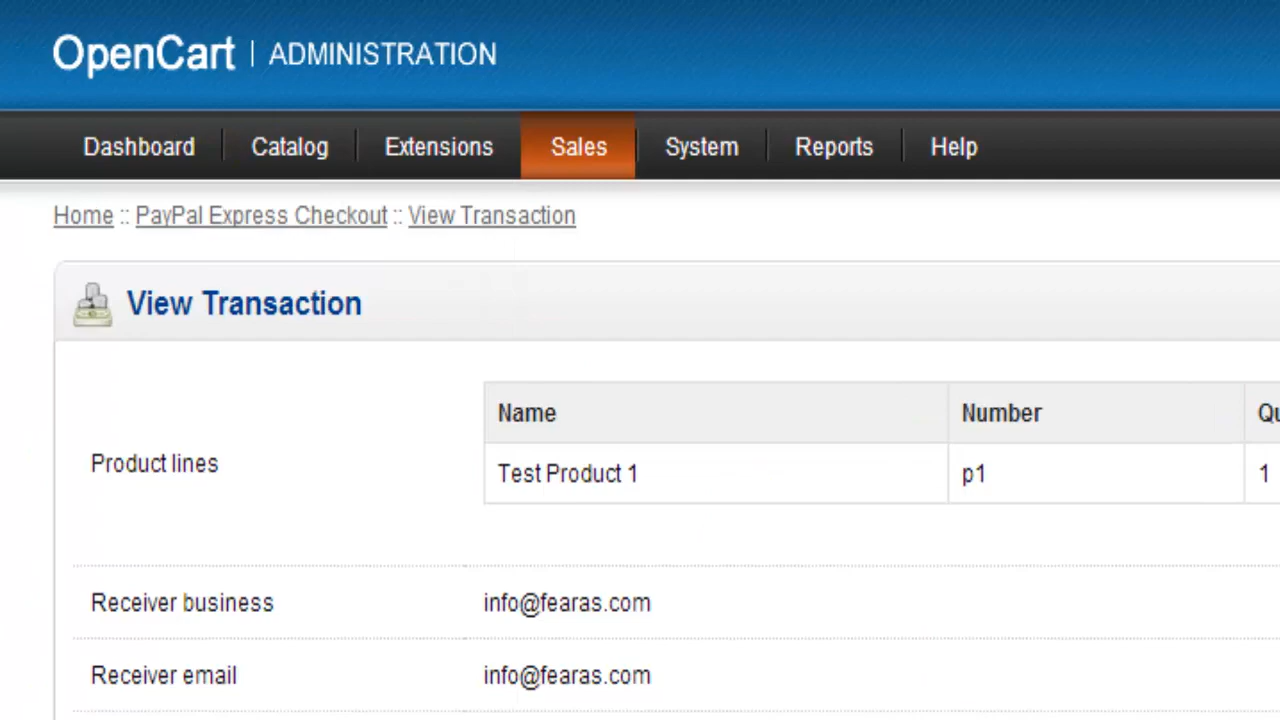 OpenCart | ADMINISTRATION
Dashboard Catalog Extensions Sales System Reports Help
Home :: PayPal Express Checkout :: View Transaction
View Transaction
Name Number
Product lines
Test Product 1 p1 1
Receiver business info@fearas.com
Receiver email info@fearas.com